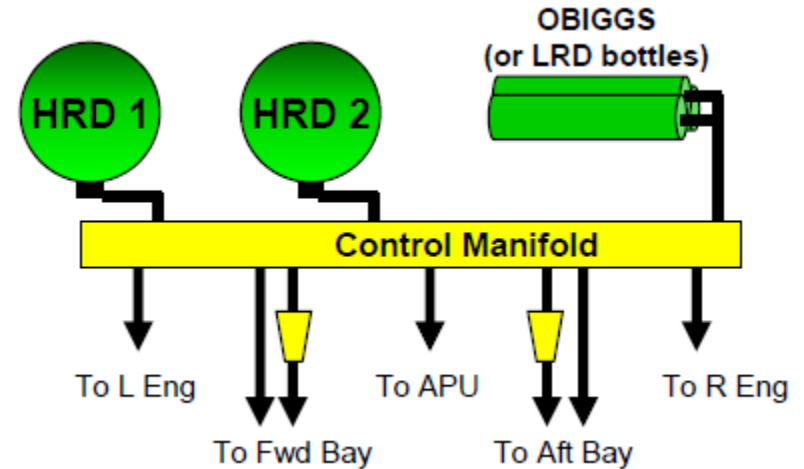 OBIGGS
(or LRD bottles)
HRD 1
HRD 2
Control Manifold
To L Eng
To APU
To R Eng
To Fwd Bay
To Aft Bay